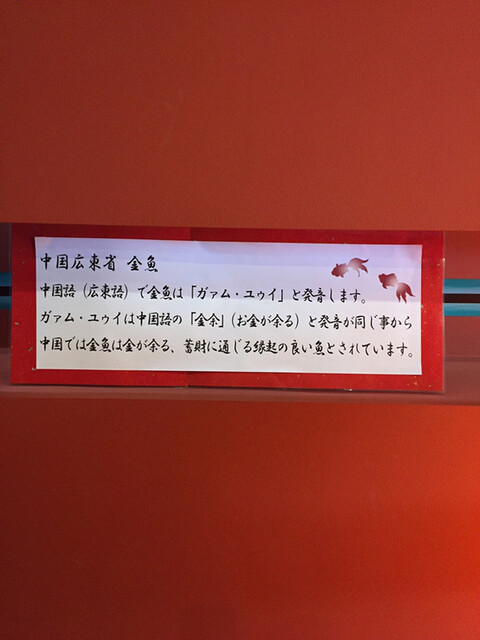 中国広東省 金魚
中国語（広東語）で金魚は「ガァム・ユゥイ」と発音します。
ガァム・ユゥイは中国語の「金余」（お金が余る）と発音が同じ事から
中国では金魚は金が余る、蓄財に通じる縁起の良い魚とされています。